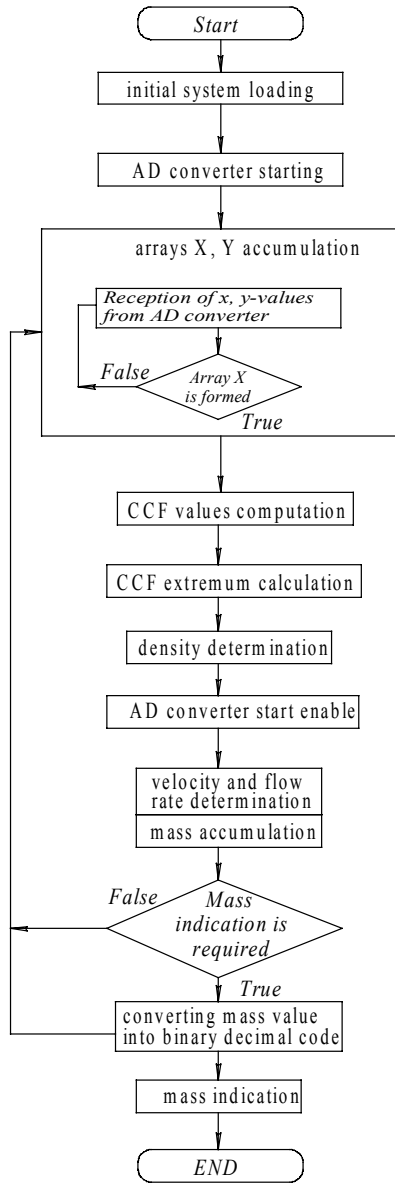 Start
initial system loading
AD converter starting
arrays X, Y accumulation
Reception of x, y-values
from AD converter
False
Array X
is formed
True
CCF values computation
CCF extremum calculation
density determination
AD converter start enable
velocity and flow
rate determination
mass accumulation
False
Mass
indication is
required
True
converting mass value
into binary decimal code
mass indication
END